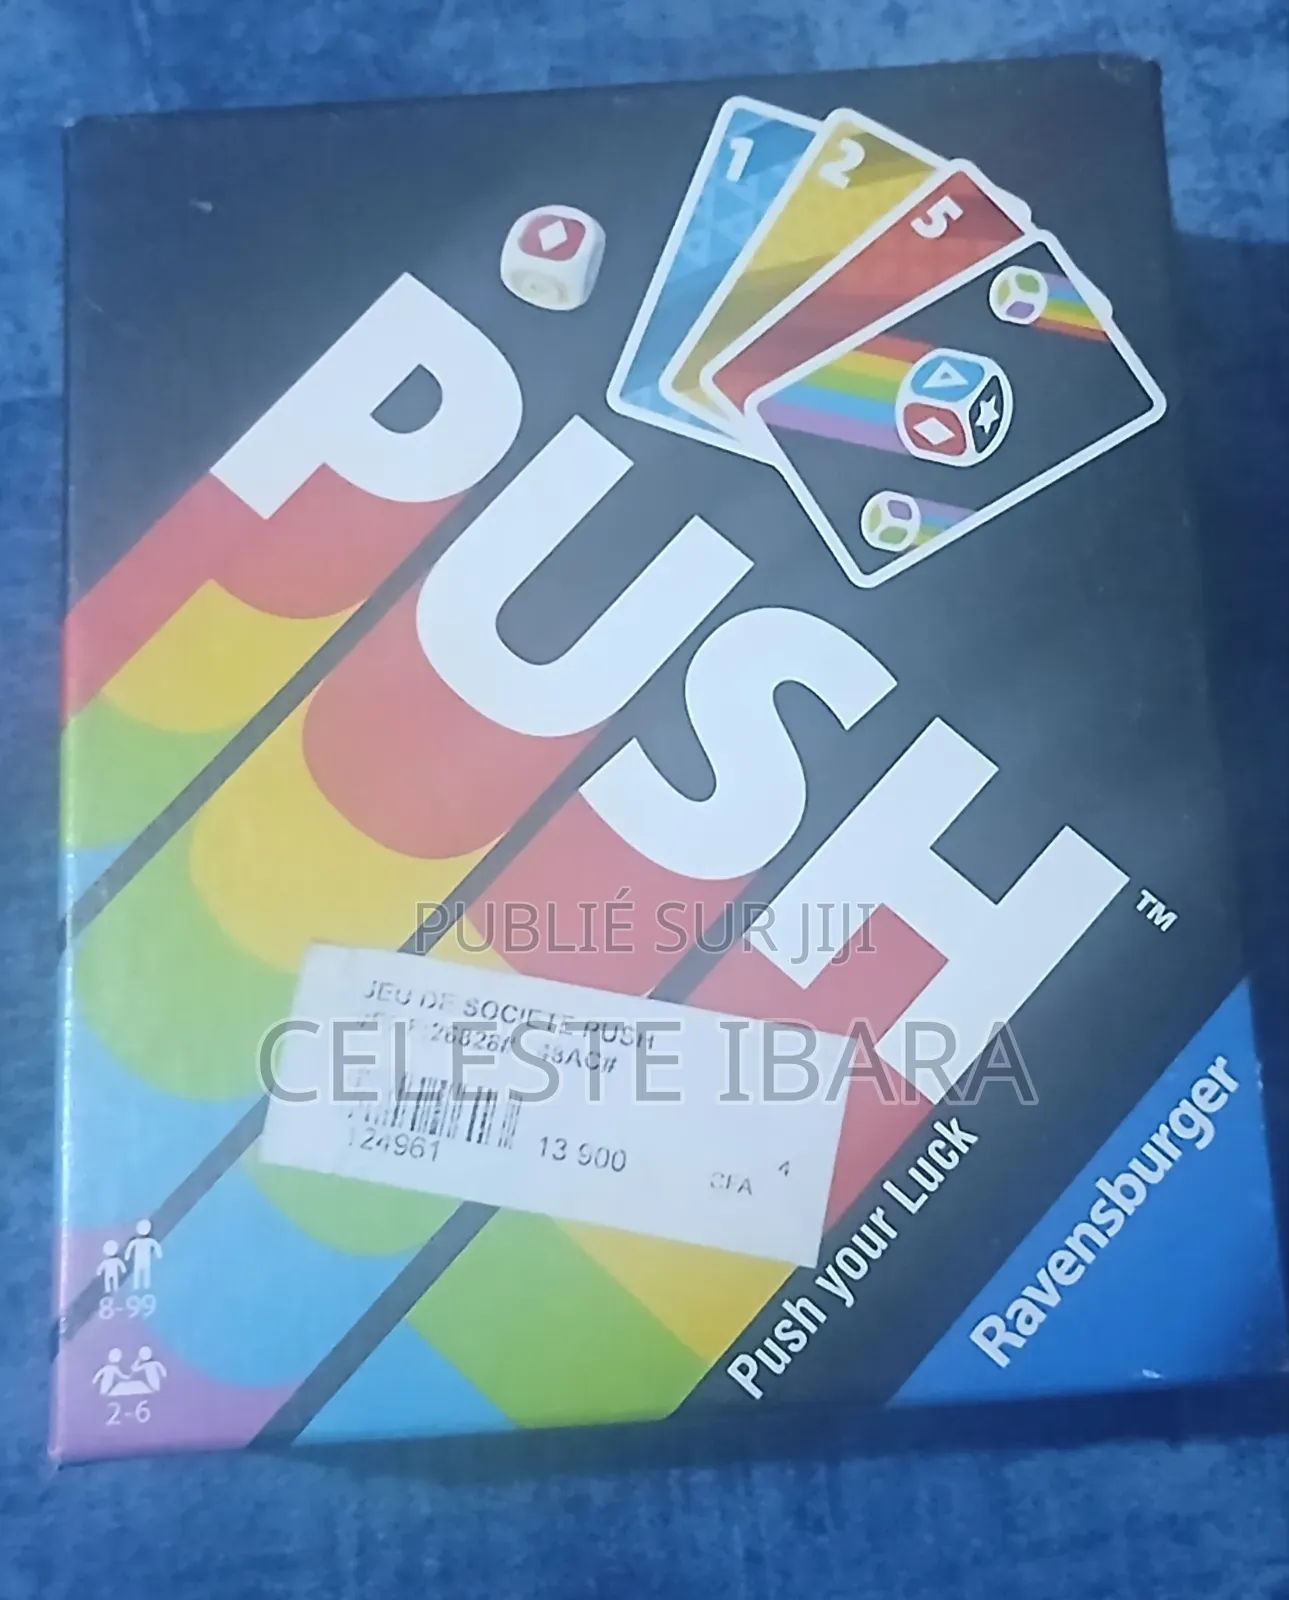 1
2
5
PUSH
TM
PUBLIÉ SUR JIJI
JEU DE SOCIETE PUSH
CELESTE IBARA
124961
13 900
CFA
4
Push your Luck
Ravensburger
8-99
2-6